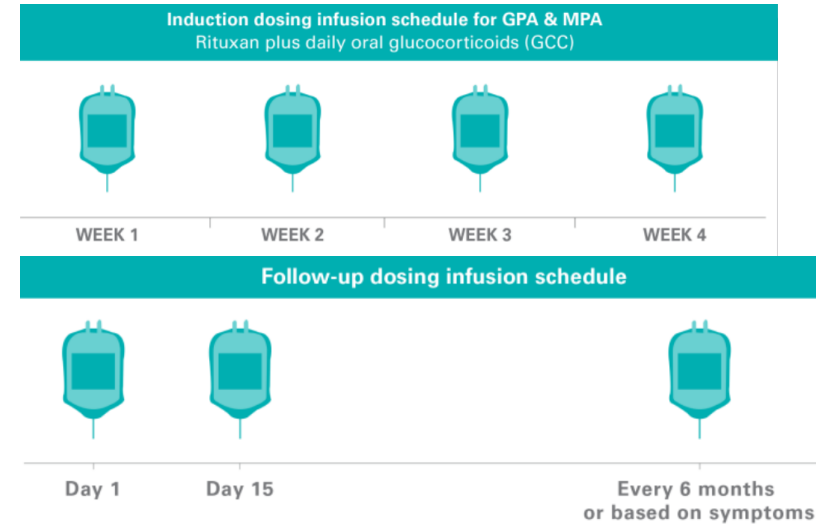 Induction dosing infusion schedule for GPA & MPA
Rituxan plus daily oral glucocorticoids (GCC)
WEEK 1 WEEK 2 WEEK 3 WEEK 4
Follow-up dosing infusion schedule
Day 1 Day 15 Every 6 months
or based on symptoms